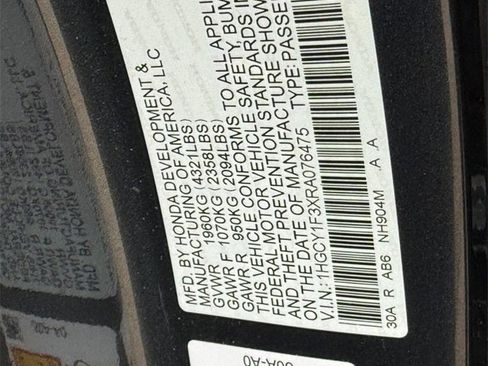 MFD. BY HONDA DEVELOPMENT &
MANUFACTURING OF AMERICA, LLC
GVWR 1960KG (4321LBS)
GAWR F 1070KG (2358LBS)
GAWR R 950KG (2094LBS)
THIS VEHICLE CONFORMS TO ALL APPLI
FEDERAL MOTOR VEHICLE SAFETY, BUM
AND THEFT PREVENTION STANDARDS I
ON THE DATE OF MANUFACTURE SHOW
V.I.N.: 1HGCY1F3XRA076475 TYPE: PASSE
30A R AB6 NH904M A A